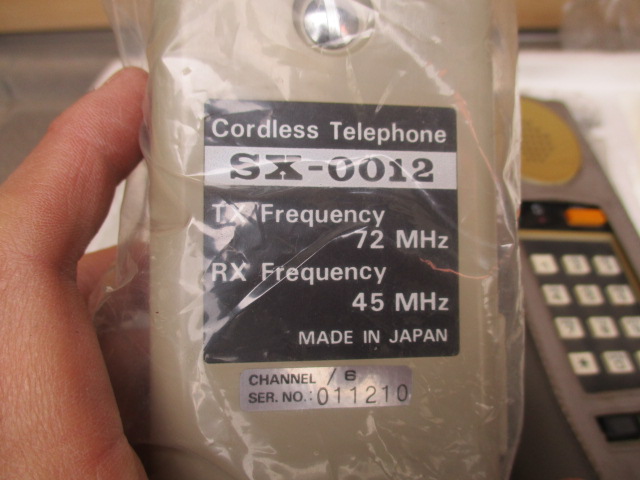 Cordless Telephone
SX-0012
TX Frequency
72 MHz
RX Frequency
45 MHz
MADE IN JAPAN
CHANNEL / 6
SER. NO.: 011210